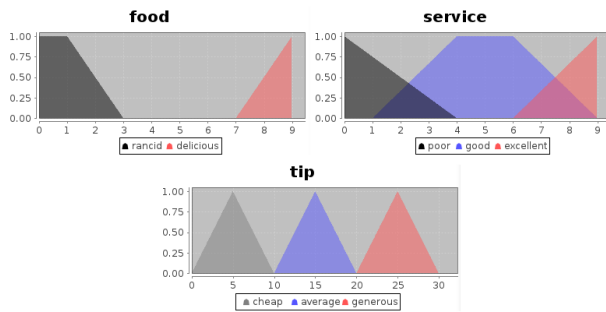 food
service
1.00
0.75
0.50
0.25
0.00
0 1 2 3 4 5 6 7 8 9
rancid delicious
1.00
0.75
0.50
0.25
0.00
0 1 2 3 4 5 6 7 8 9
poor good excellent
tip
1.00
0.75
0.50
0.25
0.00
0 5 10 15 20 25 30
cheap average generous